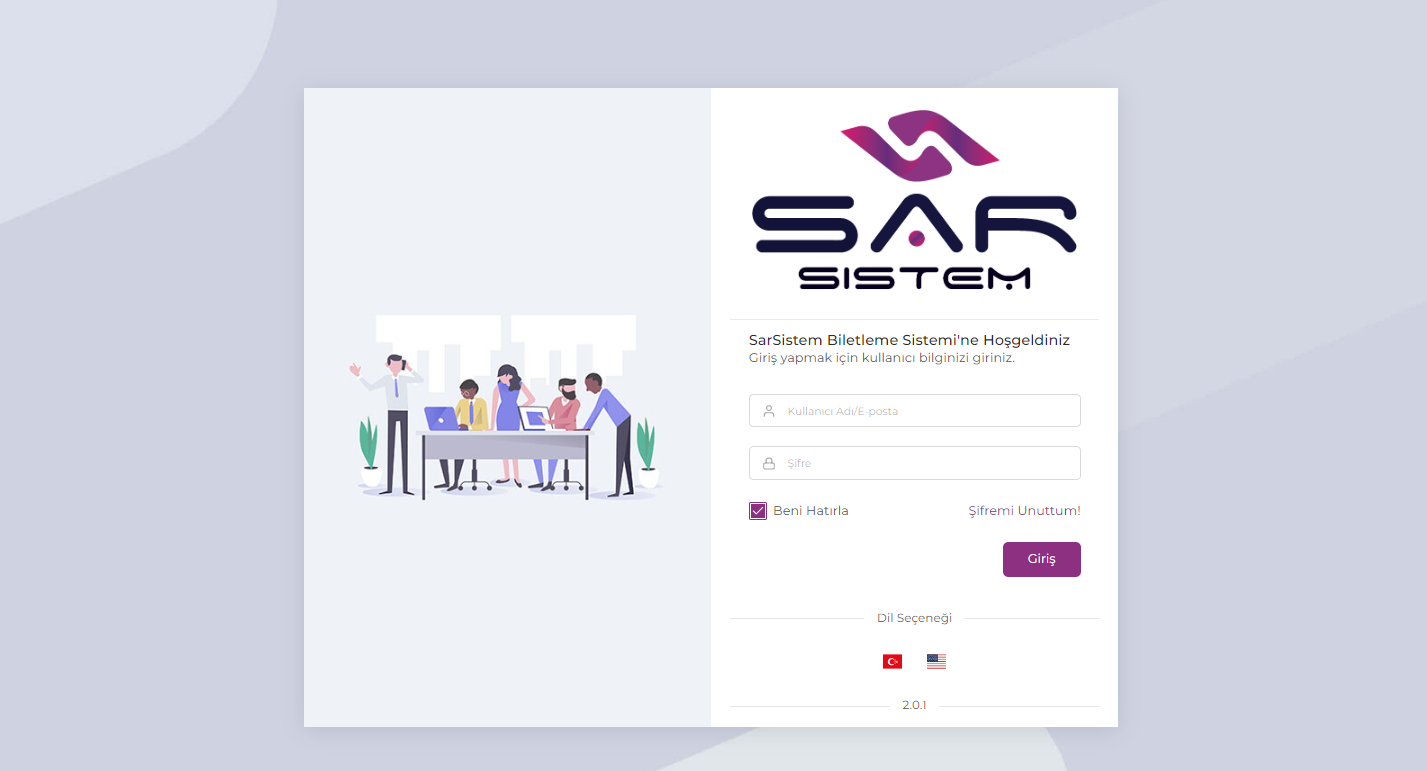 SAR
SISTEM
SarSistem Biletleme Sistemi'ne Hoşgeldiniz
Giriş yapmak için kullanıcı bilginizi giriniz.
Kullanıcı Adı/E-posta
Şifre
Beni Hatırla
Şifremi Unuttum!
Giriş
Dil Seçeneği
2.0.1